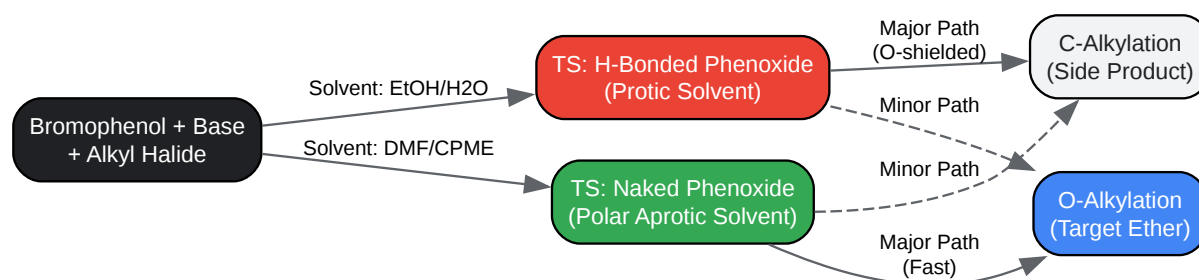 Bromophenol + Base
+ Alkyl Halide
Solvent: EtOH/H2O
Solvent: DMF/CPME
TS: H-Bonded Phenoxide
(Protic Solvent)
TS: Naked Phenoxide
(Polar Aprotic Solvent)
Major Path
(O-shielded)
Minor Path
Minor Path
Major Path
(Fast)
C-Alkylation
(Side Product)
O-Alkylation
(Target Ether)